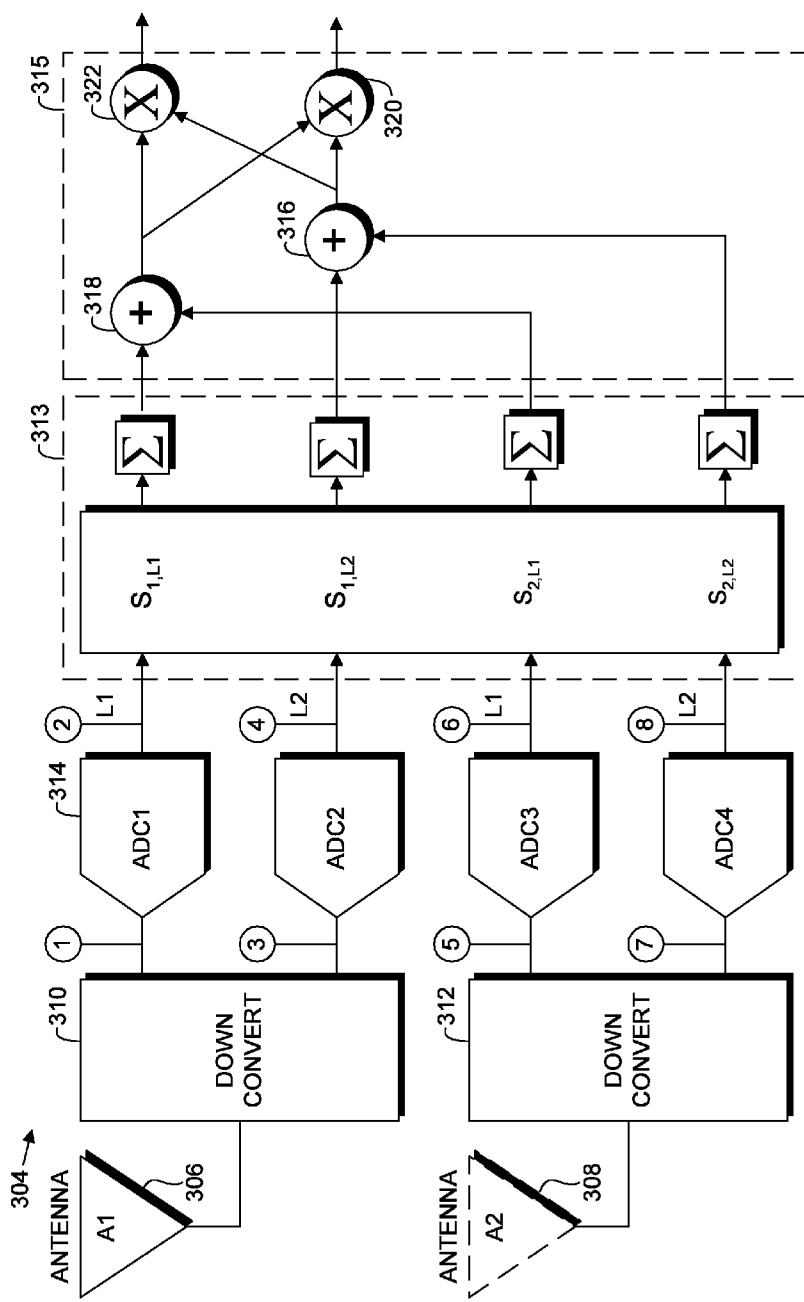 304
ANTENNA
A1
306
310
DOWN
CONVERT
1
3
314
ADC1
ADC2
2
L1
4
L2
ANTENNA
A2
308
312
DOWN
CONVERT
5
7
ADC3
ADC4
6
L1
8
L2
313
S1,L1
S1,L2
S2,L1
S2,L2
Σ
Σ
Σ
Σ
315
318
+
316
+
322
X
320
X